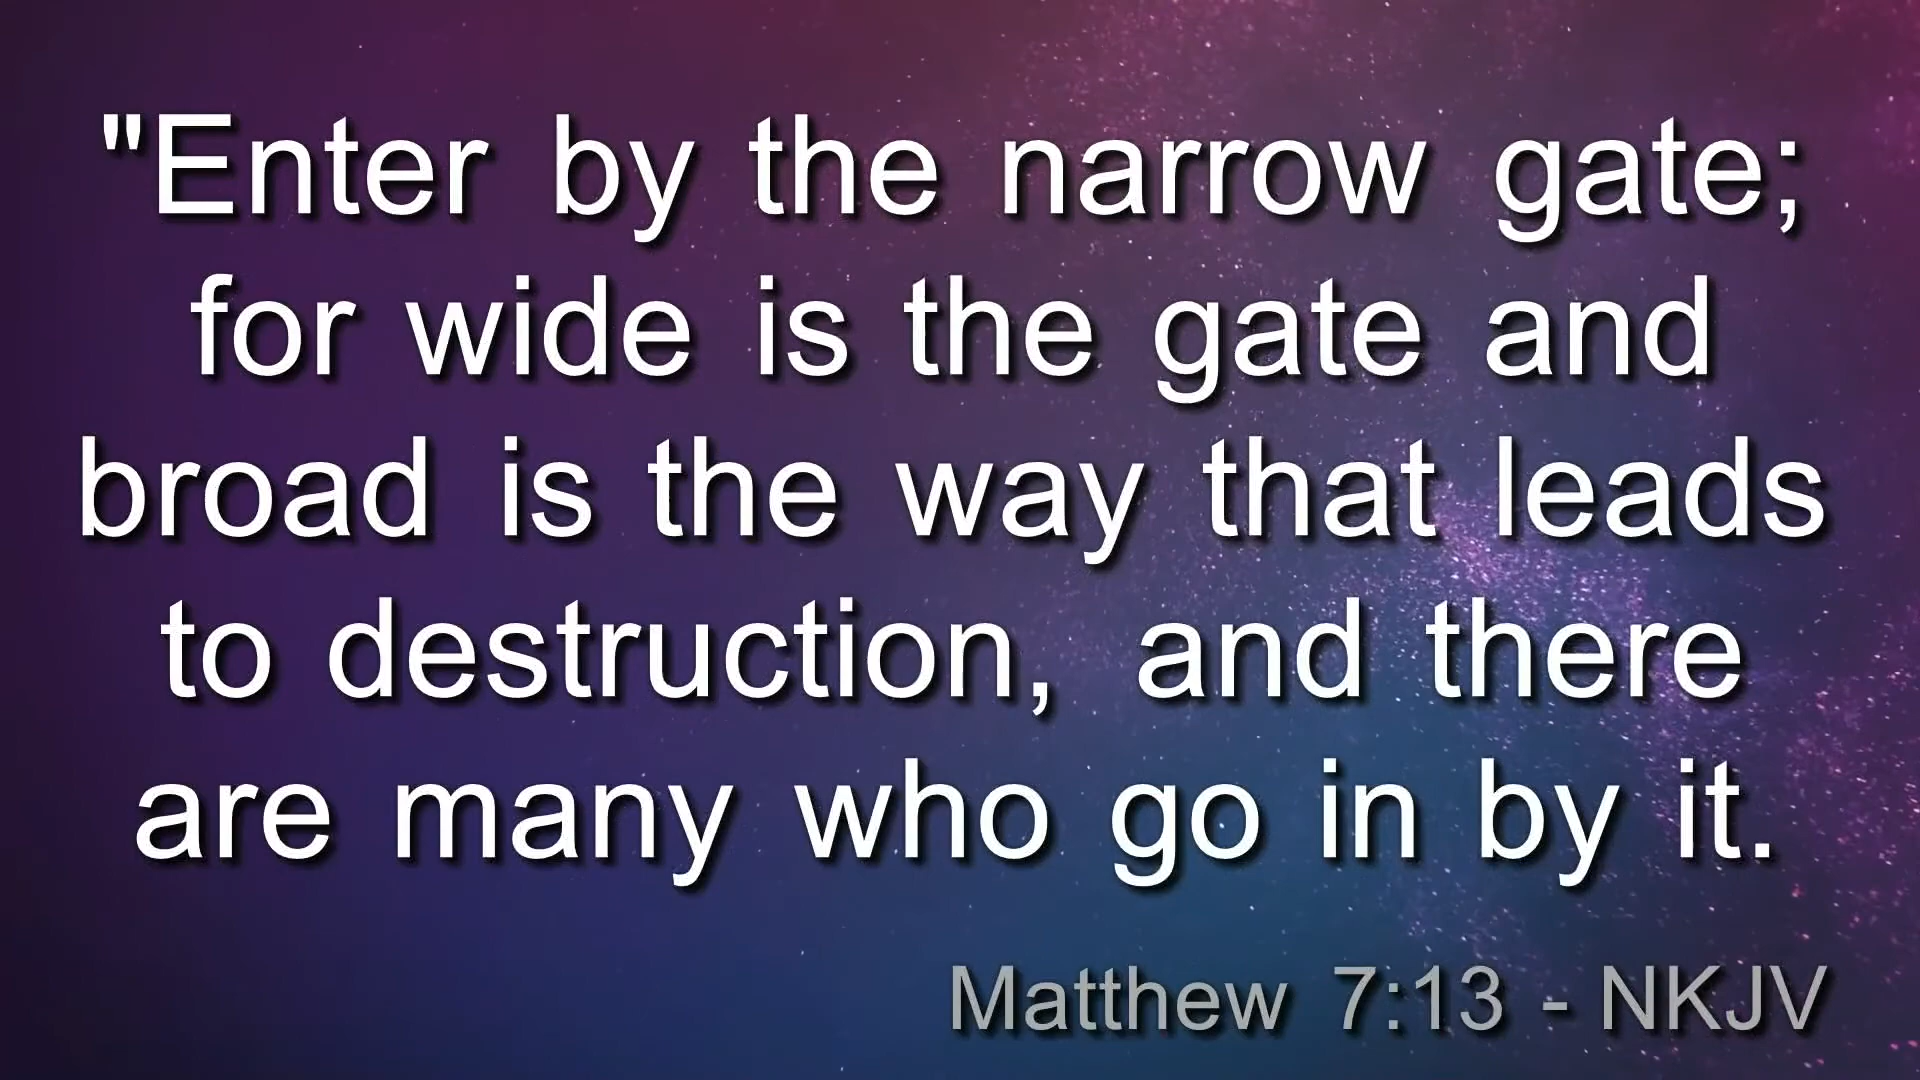 "Enter by the narrow gate;
for wide is the gate and
broad is the way that leads
to destruction, and there
are many who go in by it.
Matthew 7:13 - NKJV